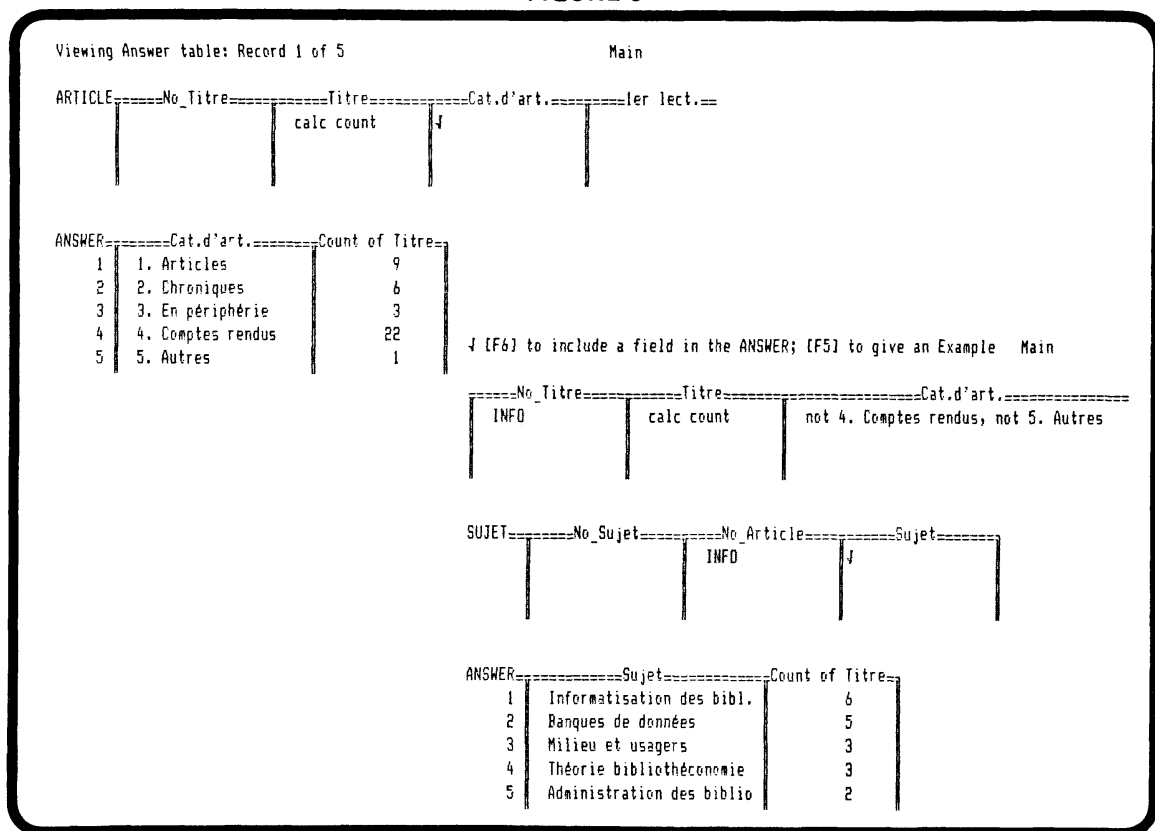 Viewing Answer table: Record 1 of 5 Main
ARTICLE No_Titre Titre Cat.d'art. 1er lect.
calc count √
ANSWER Cat.d'art. Count of Titre
1 1. Articles 9
2 2. Chroniques 6
3 3. En périphérie 3
4 4. Comptes rendus 22
5 5. Autres 1
√ [F6] to include a field in the ANSWER; [F5] to give an Example Main
No_Titre Titre Cat.d'art.
INFO calc count not 4. Comptes rendus, not 5. Autres
SUJET No_Sujet No_Article Sujet
INFO √
ANSWER Sujet Count of Titre
1 Informatisation des bibl. 6
2 Banques de données 5
3 Milieu et usagers 3
4 Théorie bibliothéconomie 3
5 Administration des biblio 2